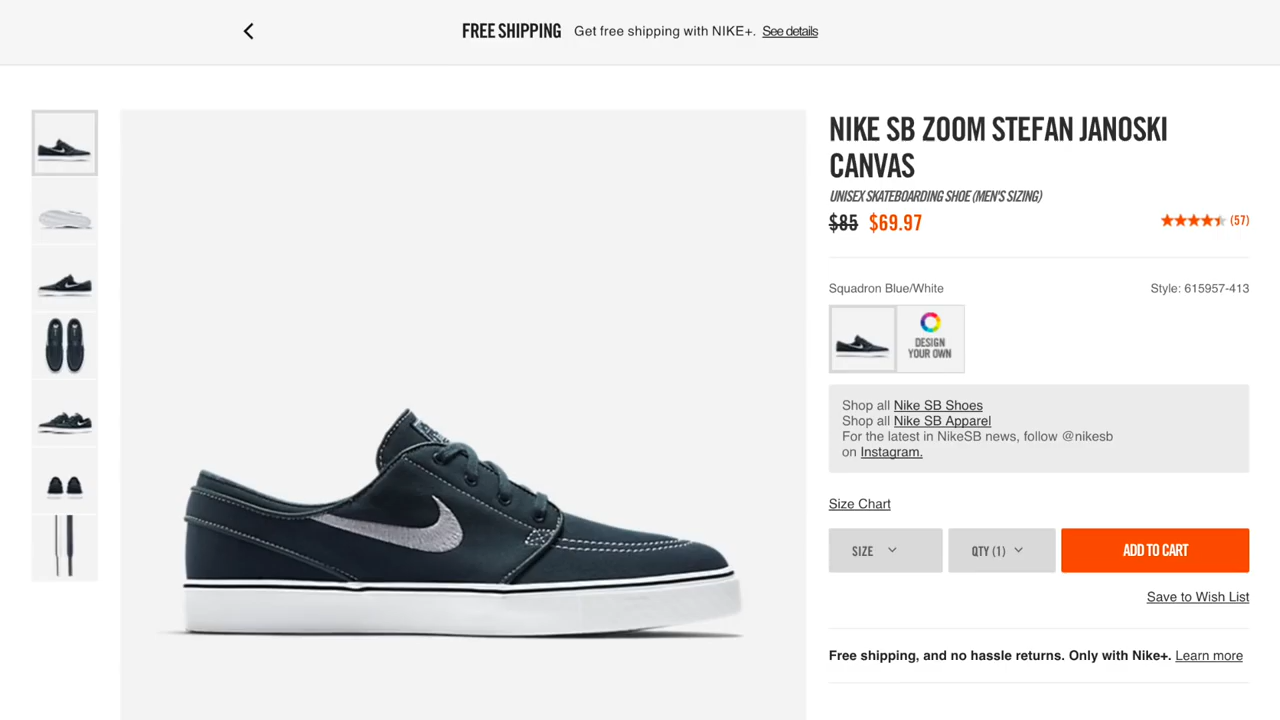 FREE SHIPPING Get free shipping with NIKE+. See details
NIKE SB ZOOM STEFAN JANOSKI
CANVAS
UNISEX SKATEBOARDING SHOE (MEN'S SIZING)
$85 $69.97 (57)
Squadron Blue/White Style: 615957-413
DESIGN
YOUR OWN
Shop all Nike SB Shoes
Shop all Nike SB Apparel
For the latest in NikeSB news, follow @nikesb
on Instagram.
Size Chart
SIZE QTY (1) ADD TO CART
Save to Wish List
Free shipping, and no hassle returns. Only with Nike+. Learn more